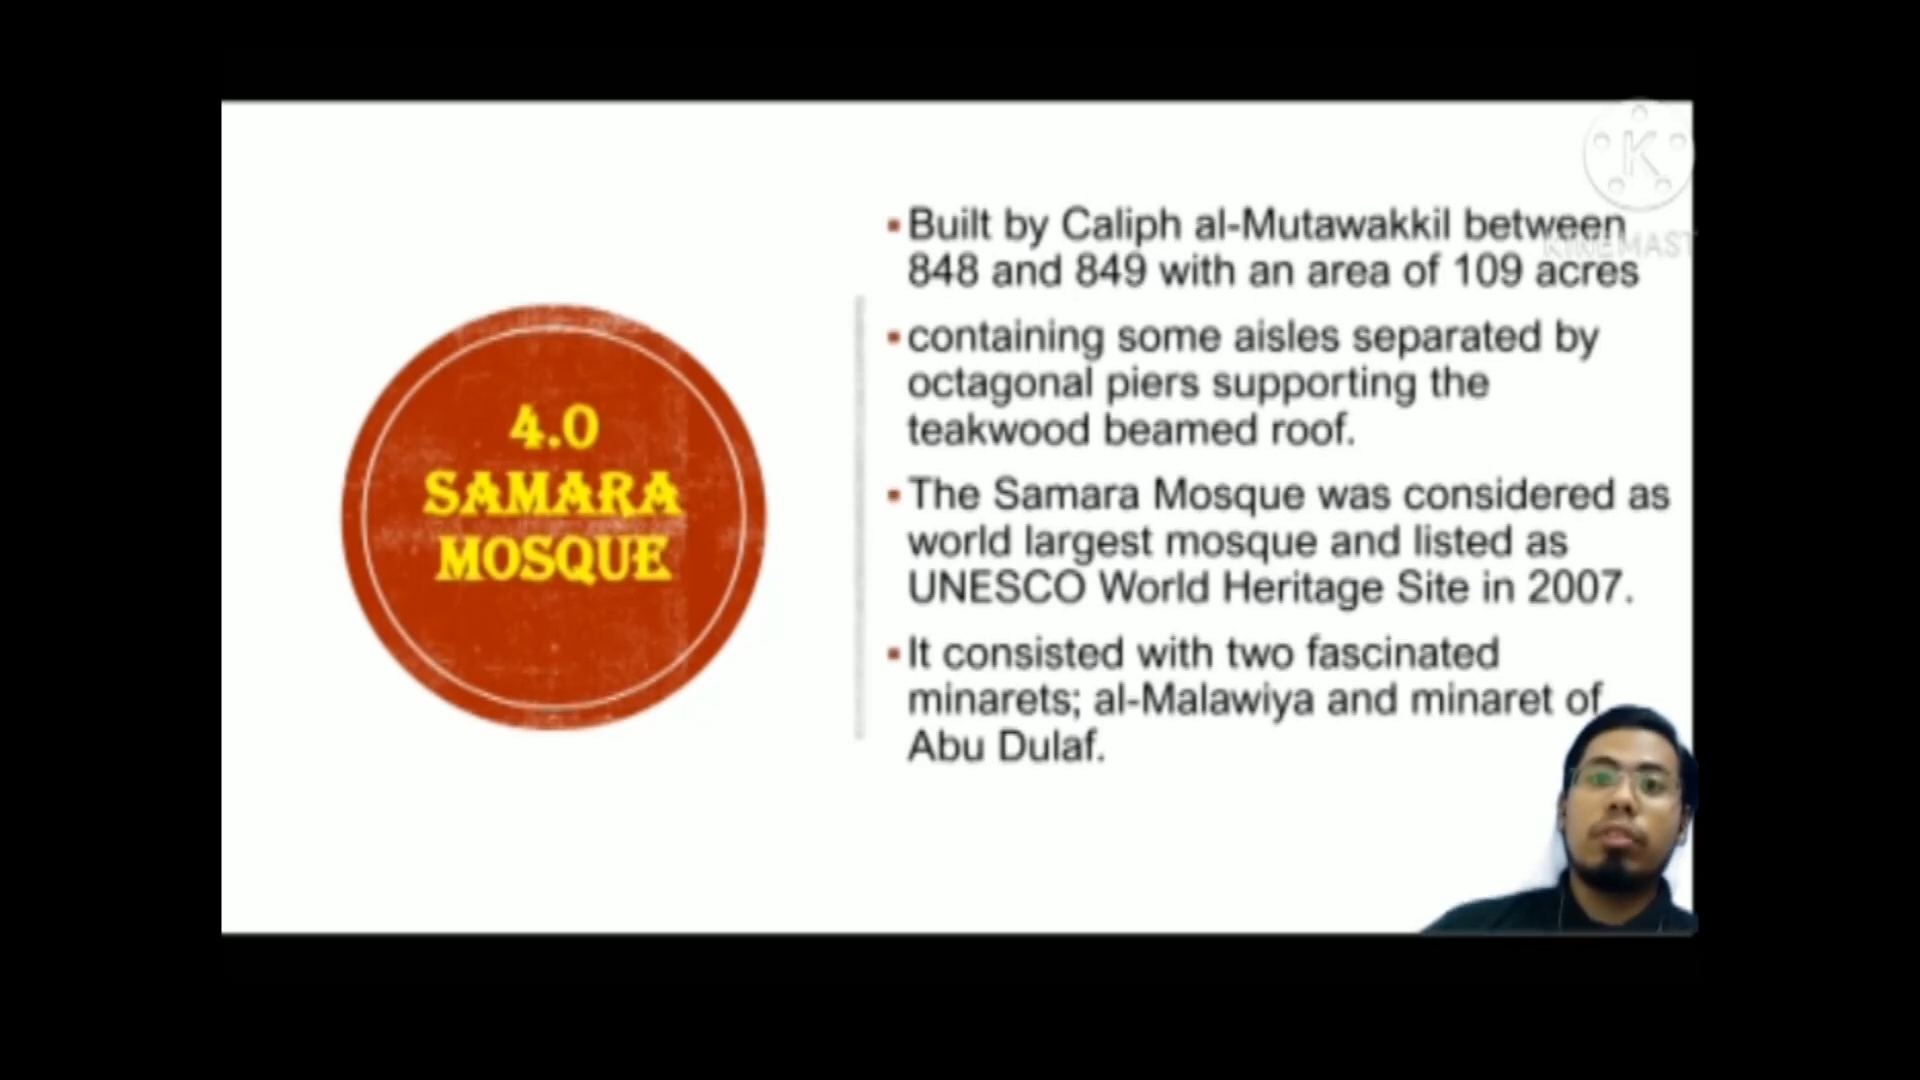 4.0
SAMARA
MOSQUE
▪Built by Caliph al-Mutawakkil between
848 and 849 with an area of 109 acres
▪containing some aisles separated by
octagonal piers supporting the
teakwood beamed roof.
▪The Samara Mosque was considered as
world largest mosque and listed as
UNESCO World Heritage Site in 2007.
▪It consisted with two fascinated
minarets; al-Malawiya and minaret of
Abu Dulaf.
K
KINEMAST